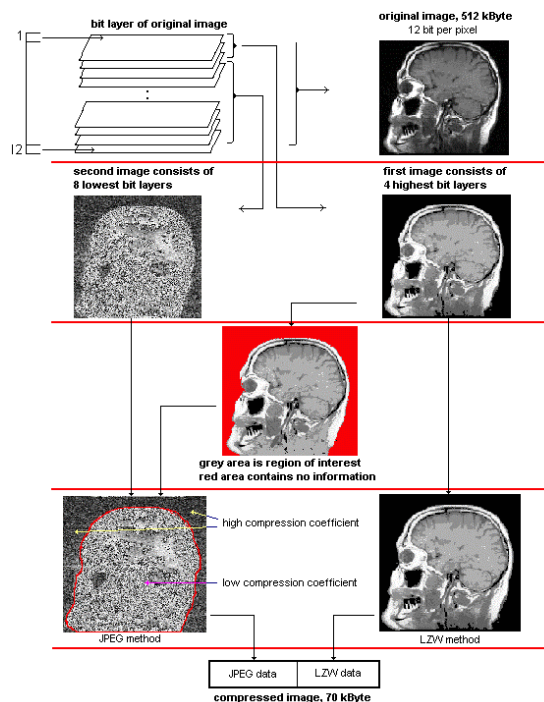 1
bit layer of original image
original image, 512 kByte
12 bit per pixel
12
second image consists of
8 lowest bit layers
first image consists of
4 highest bit layers
grey area is region of interest
red area contains no information
high compression coefficient
low compression coefficient
JPEG method
LZW method
JPEG data
LZW data
compressed image, 70 kByte